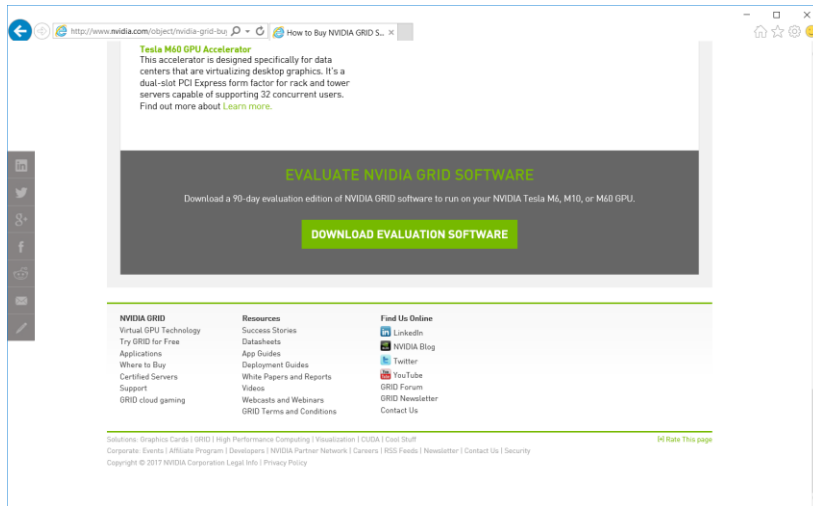 http://www.nvidia.com/object/nvidia-grid-buy
How to Buy NVIDIA GRID S...
Tesla M60 GPU Accelerator
This accelerator is designed specifically for data
centers that are virtualizing desktop graphics. It's a
dual-slot PCI Express form factor for rack and tower
servers capable of supporting 32 concurrent users.
Find out more about Learn more.
EVALUATE NVIDIA GRID SOFTWARE
Download a 90-day evaluation edition of NVIDIA GRID software to run on your NVIDIA Tesla M6, M10, or M60 GPU.
DOWNLOAD EVALUATION SOFTWARE
NVIDIA GRID
Virtual GPU Technology
Try GRID for Free
Applications
Where to Buy
Certified Servers
Support
GRID cloud gaming
Resources
Success Stories
Datasheets
App Guides
Deployment Guides
White Papers and Reports
Videos
Webcasts and Webinars
GRID Terms and Conditions
Find Us Online
LinkedIn
NVIDIA Blog
Twitter
YouTube
GRID Forum
GRID Newsletter
Contact Us
Solutions: Graphics Cards | GRID | High Performance Computing | Visualization | CUDA | Cool Stuff
[+] Rate This page
Corporate: Events | Affiliate Program | Developers | NVIDIA Partner Network | Careers | RSS Feeds | Newsletter | Contact Us | Security
Copyright © 2017 NVIDIA Corporation Legal Info | Privacy Policy